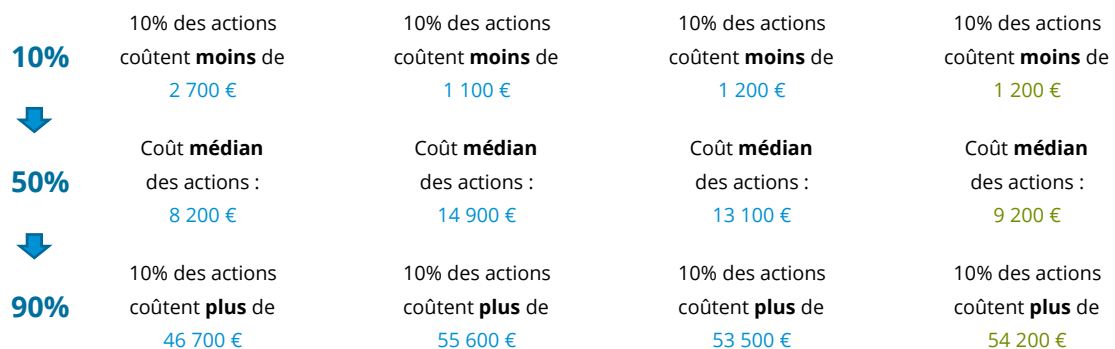 10%
10% des actions
coûtent moins de
2 700 €
10% des actions
coûtent moins de
1 100 €
10% des actions
coûtent moins de
1 200 €
10% des actions
coûtent moins de
1 200 €
50%
Coût médian
des actions :
8 200 €
Coût médian
des actions :
14 900 €
Coût médian
des actions :
13 100 €
Coût médian
des actions :
9 200 €
90%
10% des actions
coûtent plus de
46 700 €
10% des actions
coûtent plus de
55 600 €
10% des actions
coûtent plus de
53 500 €
10% des actions
coûtent plus de
54 200 €